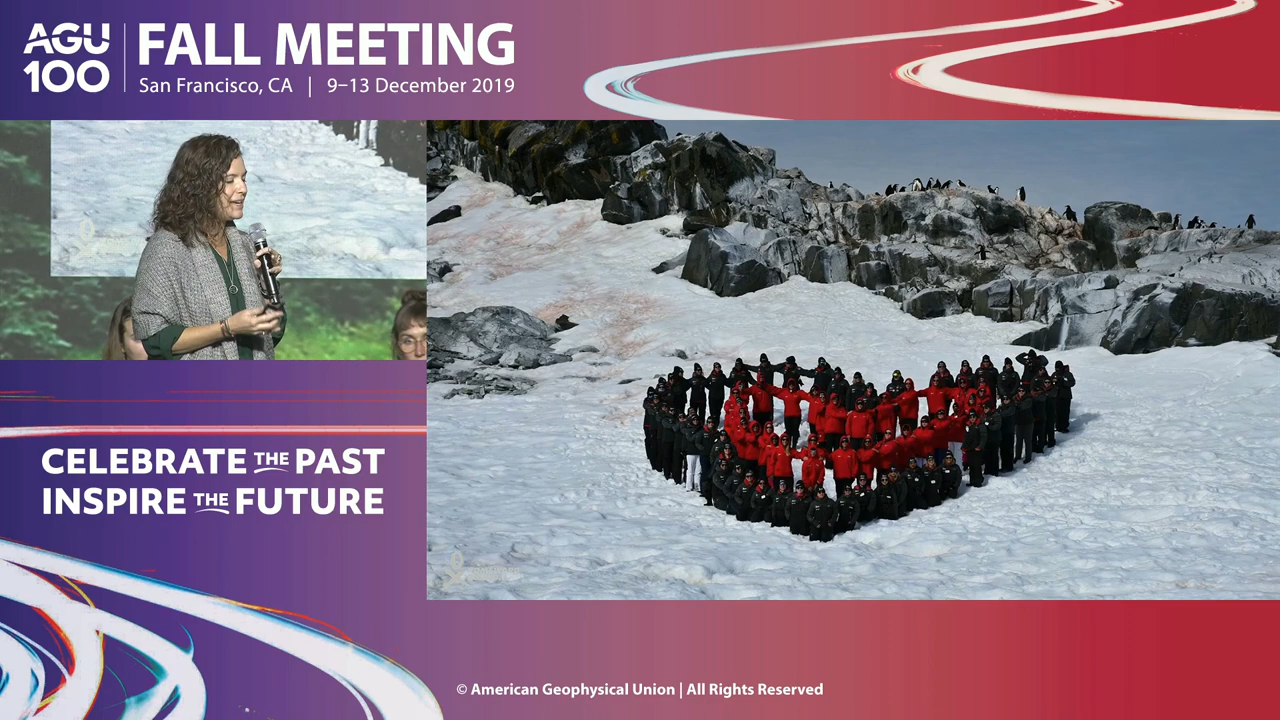 AGU
100
FALL MEETING
San Francisco, CA | 9–13 December 2019
CELEBRATE THE PAST
INSPIRE THE FUTURE
© American Geophysical Union | All Rights Reserved